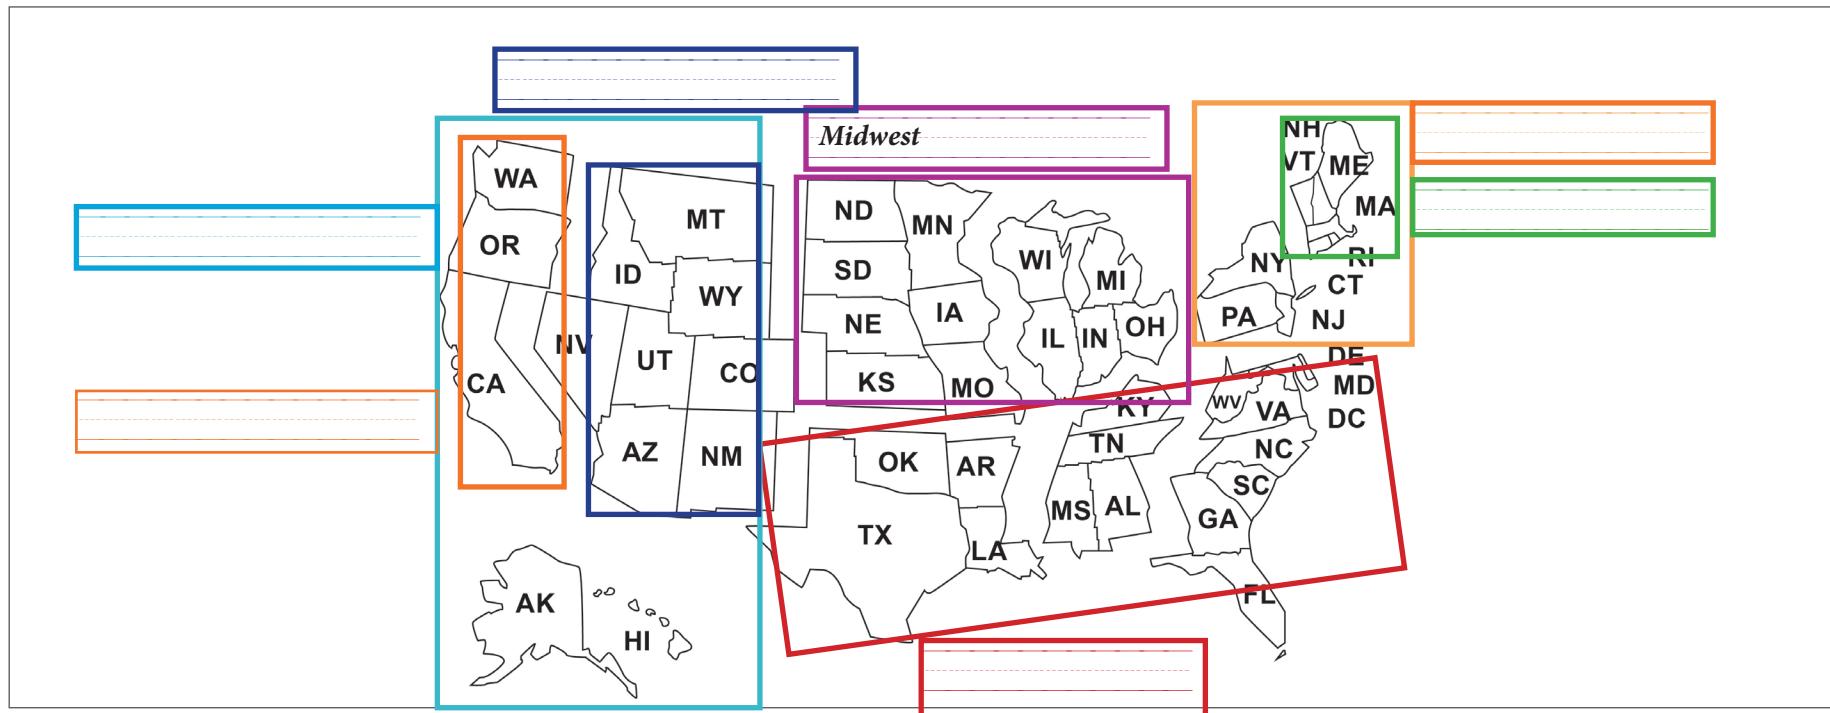 Midwest
NH
WA
VT
ME
MT
ND
MN
MA
OR
ID
SD
WI
MI
NY
RI
CT
WY
NE
IA
PA
NJ
NV
UT
CO
IL
IN
OH
DE
CA
KS
MO
MD
KY
WV
VA
DC
AZ
NM
OK
AR
TN
NC
TX
MS
AL
SC
GA
LA
AK
HI
FL